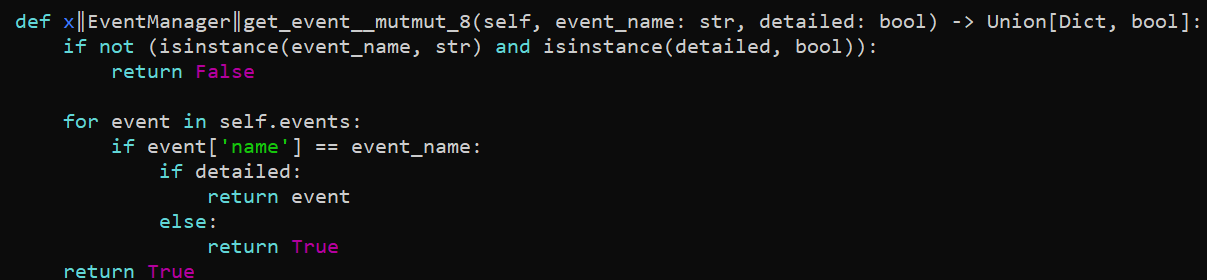 def x‖EventManager‖get_event__mutmut_8(self, event_name: str, detailed: bool) -> Union[Dict, bool]:
    if not (isinstance(event_name, str) and isinstance(detailed, bool)):
        return False

    for event in self.events:
        if event['name'] == event_name:
            if detailed:
                return event
            else:
                return True
    return True